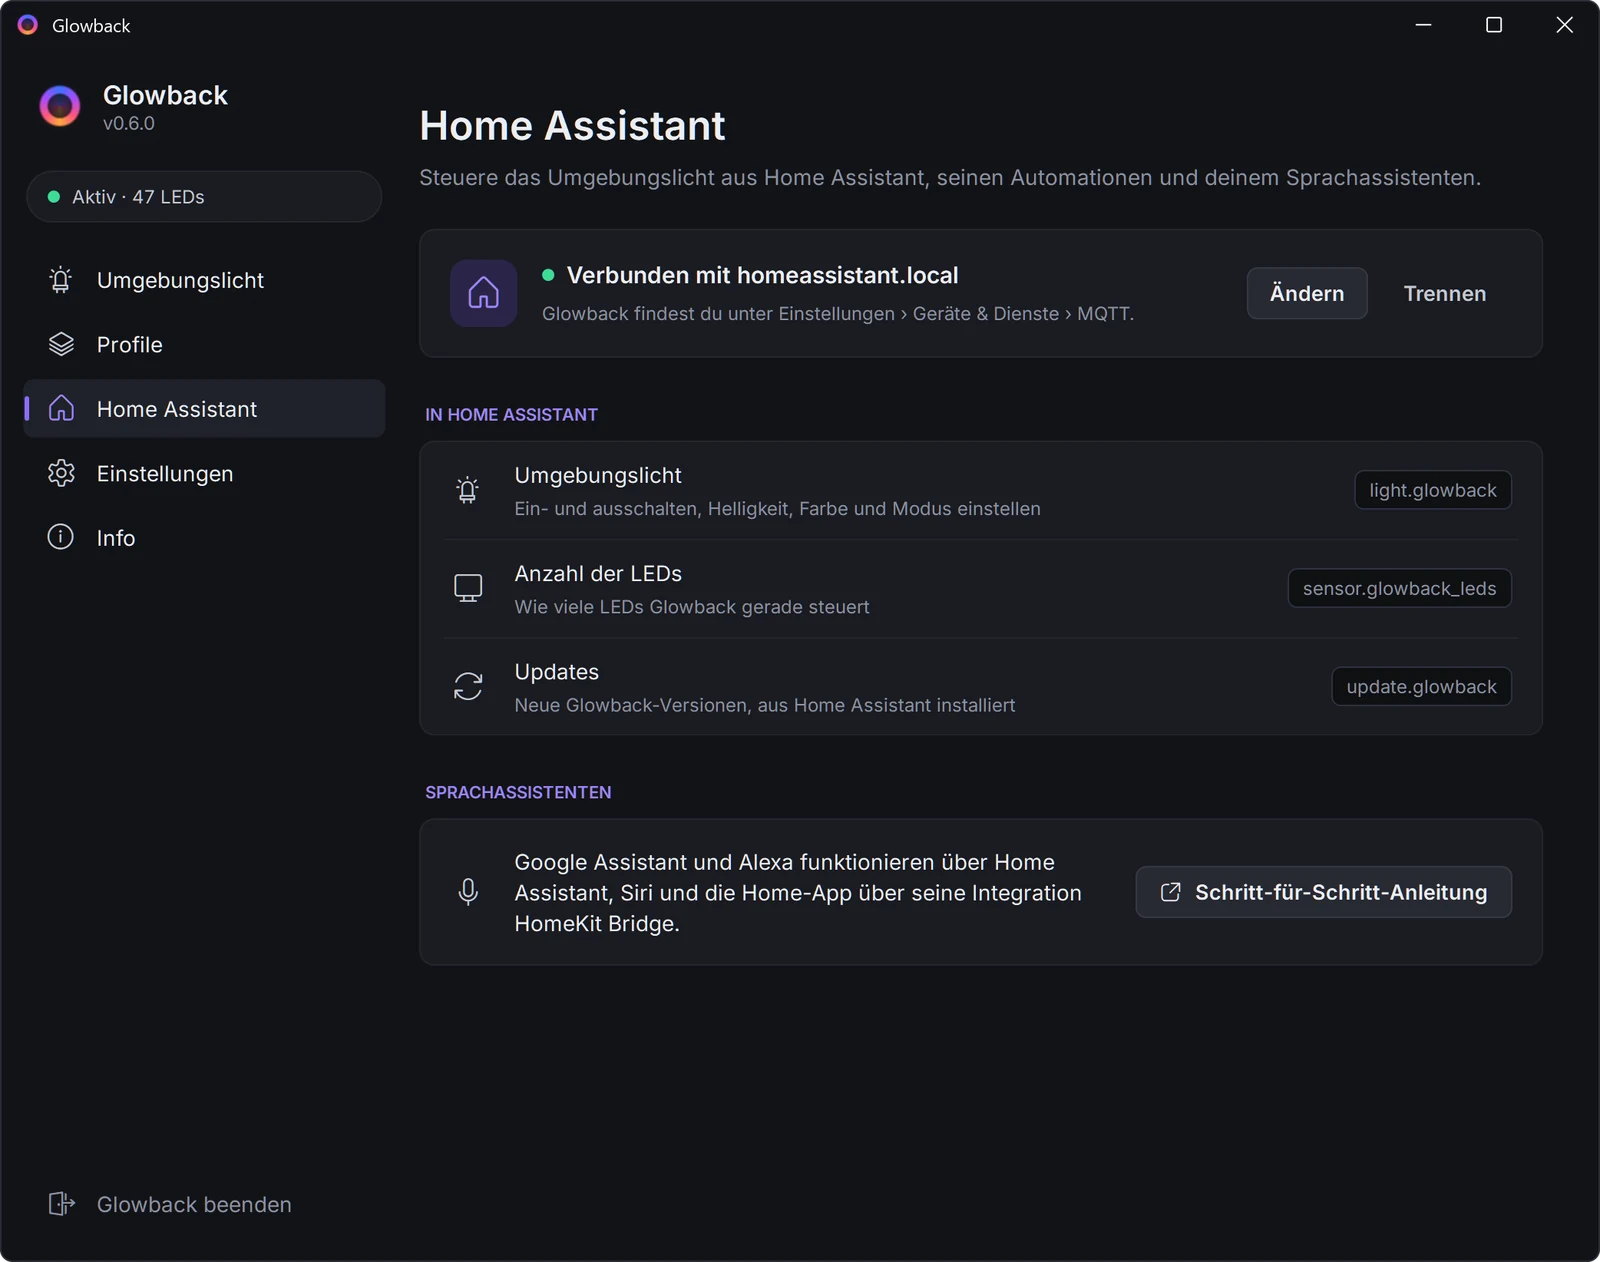 Glowback
Glowback
v0.6.0
Aktiv · 47 LEDs
Umgebungslicht
Profile
Home Assistant
Einstellungen
Info
Glowback beenden
Home Assistant
Steuere das Umgebungslicht aus Home Assistant, seinen Automationen und deinem Sprachassistenten.
Verbunden mit homeassistant.local
Glowback findest du unter Einstellungen › Geräte & Dienste › MQTT.
Ändern
Trennen
IN HOME ASSISTANT
Umgebungslicht
Ein- und ausschalten, Helligkeit, Farbe und Modus einstellen
light.glowback
Anzahl der LEDs
Wie viele LEDs Glowback gerade steuert
sensor.glowback_leds
Updates
Neue Glowback-Versionen, aus Home Assistant installiert
update.glowback
SPRACHASSISTENTEN
Google Assistant und Alexa funktionieren über Home
Assistant, Siri und die Home-App über seine Integration
HomeKit Bridge.
Schritt-für-Schritt-Anleitung